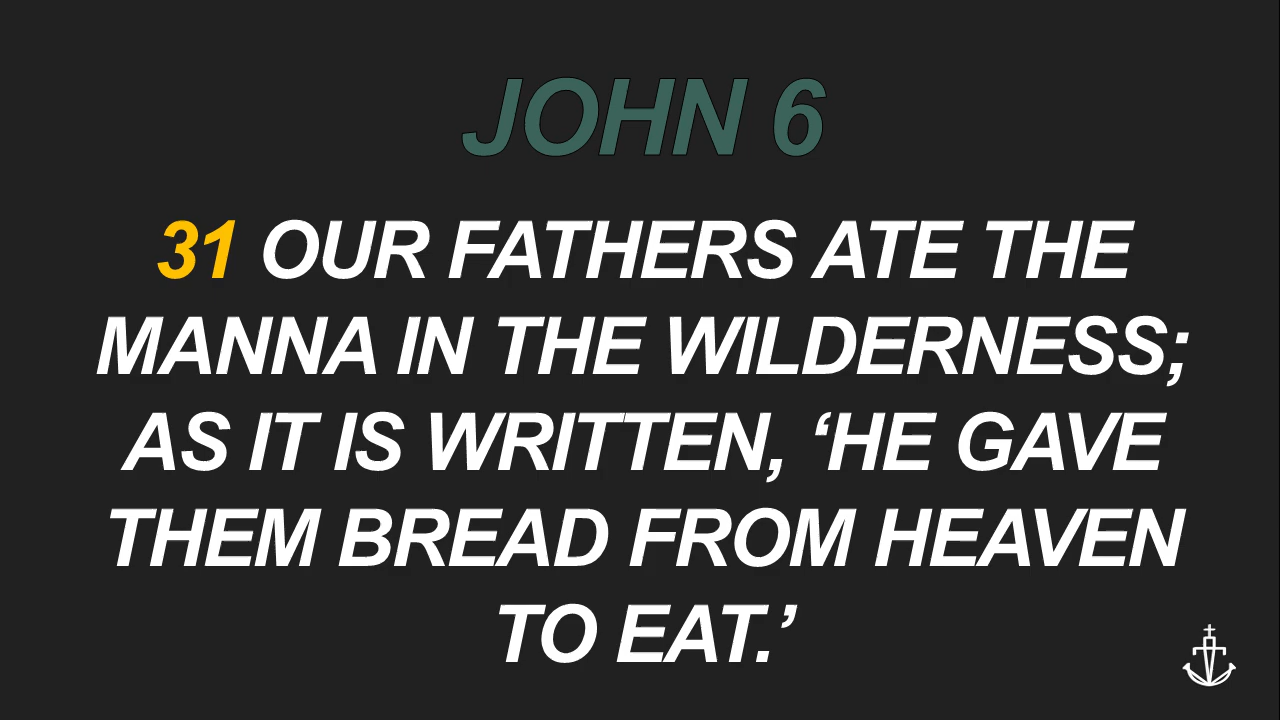 JOHN 6
31 OUR FATHERS ATE THE
MANNA IN THE WILDERNESS;
AS IT IS WRITTEN, ‘HE GAVE
THEM BREAD FROM HEAVEN
TO EAT.’